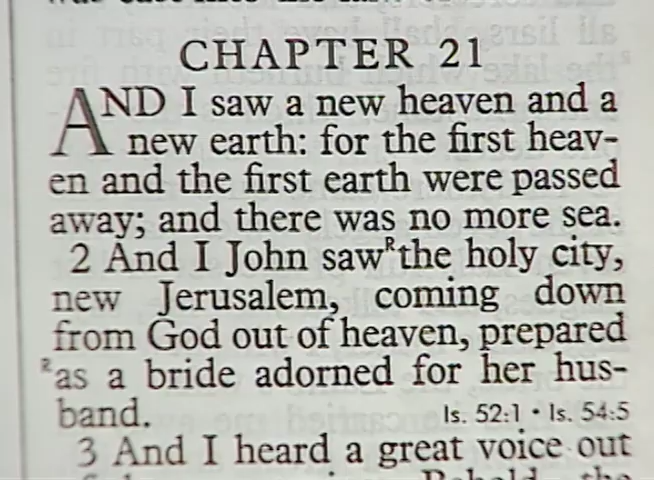 CHAPTER 21
AND I saw a new heaven and a
new earth: for the first heav-
en and the first earth were passed
away; and there was no more sea.
2 And I John saw ᴿthe holy city,
new Jerusalem, coming down
from God out of heaven, prepared
ᴿas a bride adorned for her hus-
band. Is. 52:1 • Is. 54:5
3 And I heard a great voice out
Behold, the